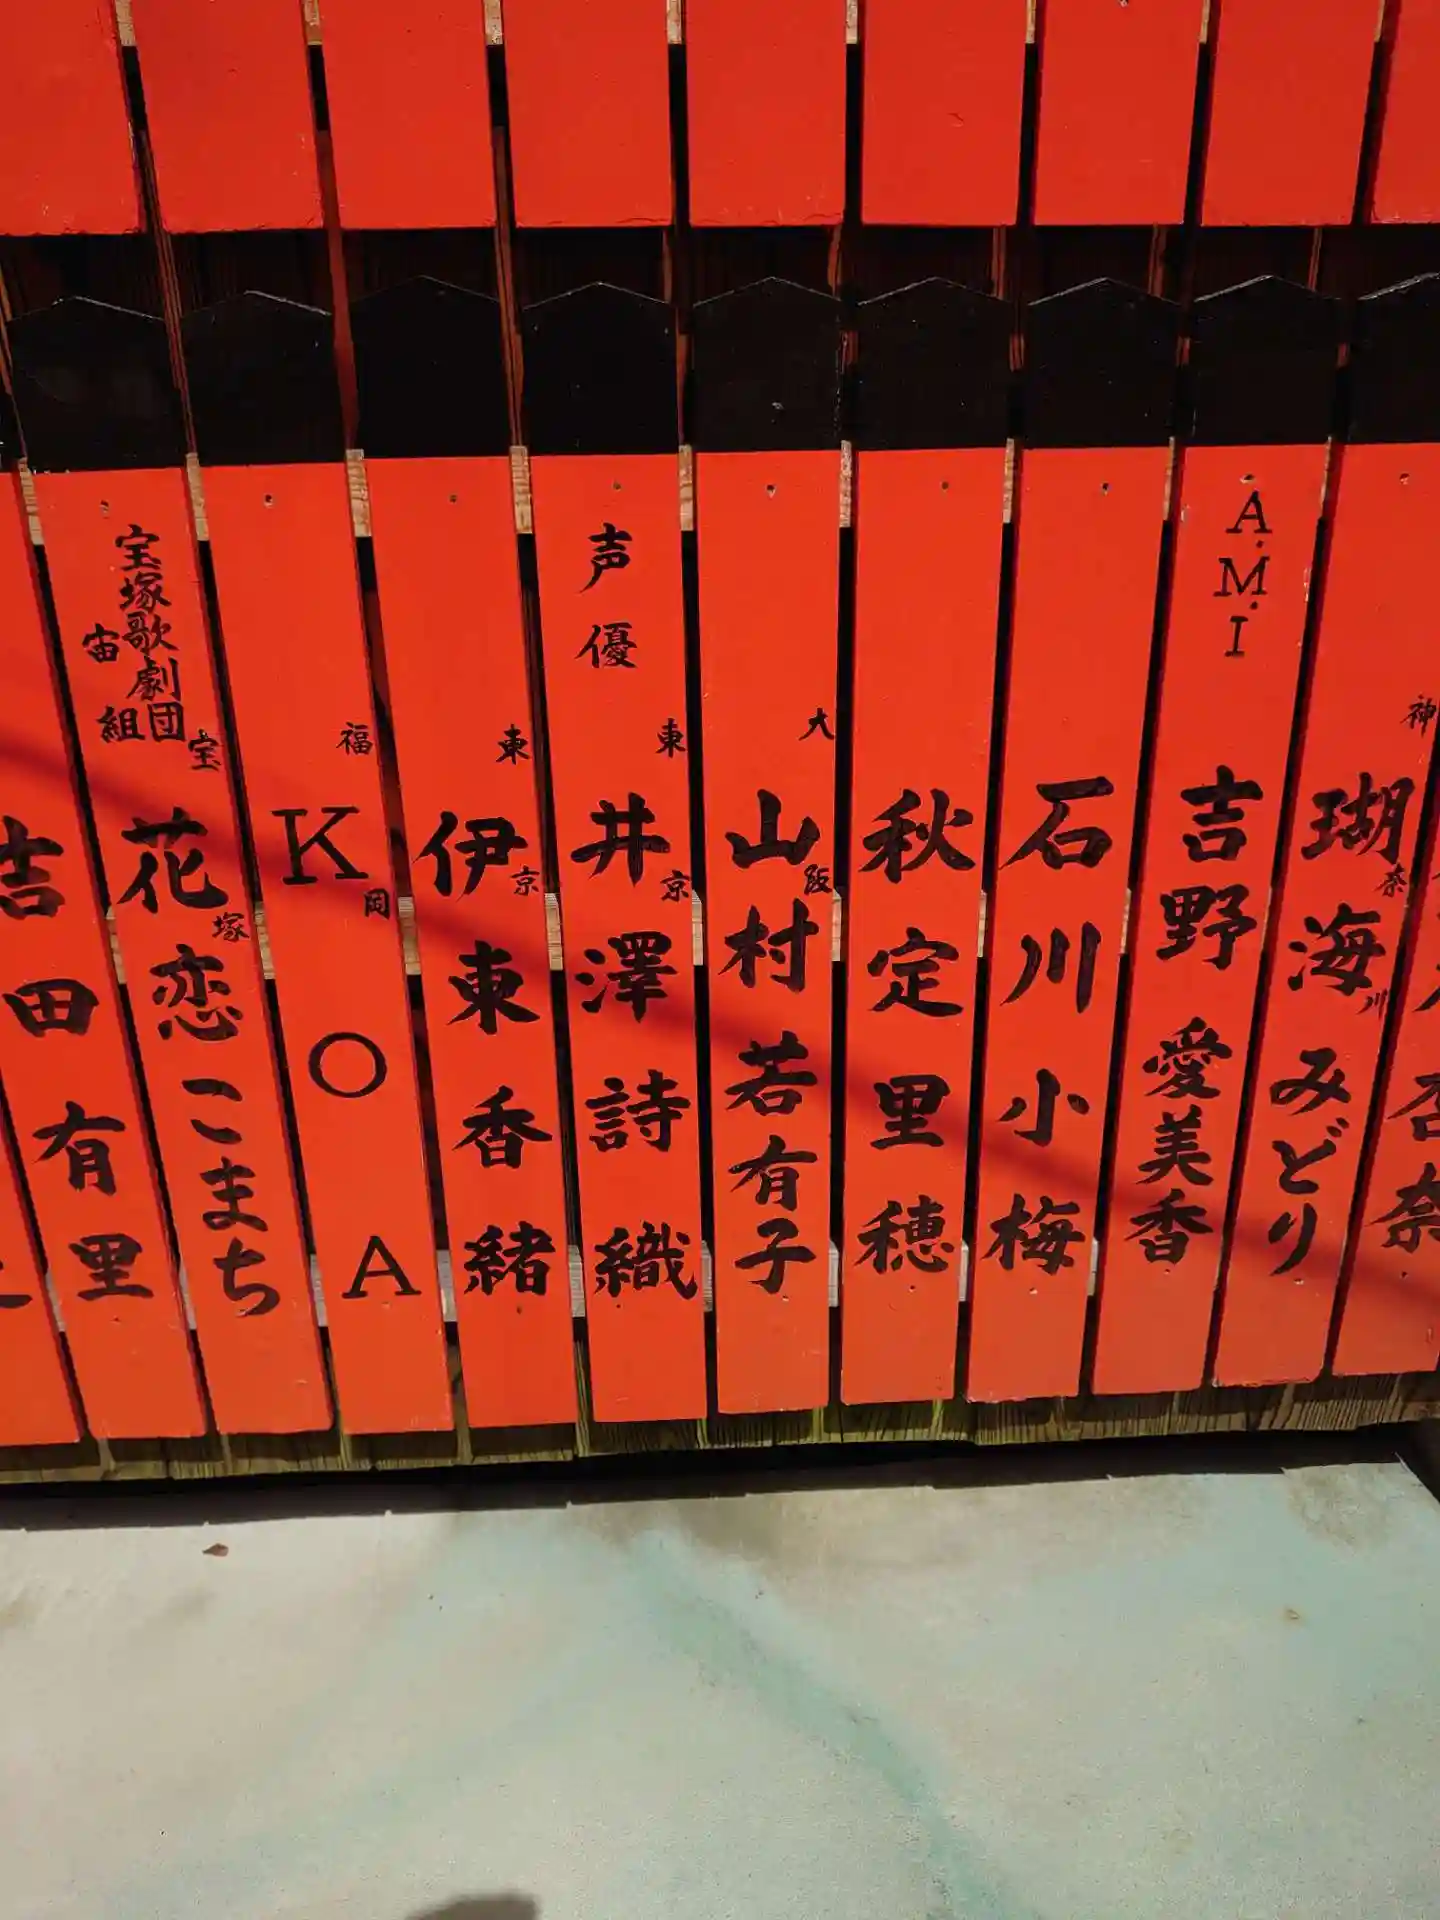 神奈川
瑚海みどり
A.M.I
吉野愛美香
石川小梅
秋定里穂
大阪
山村若有子
声優
東京
井澤詩織
東京
伊東香緒
福岡
KOA
宝塚歌劇団
宙組
宝塚
花恋こまち
吉田有里